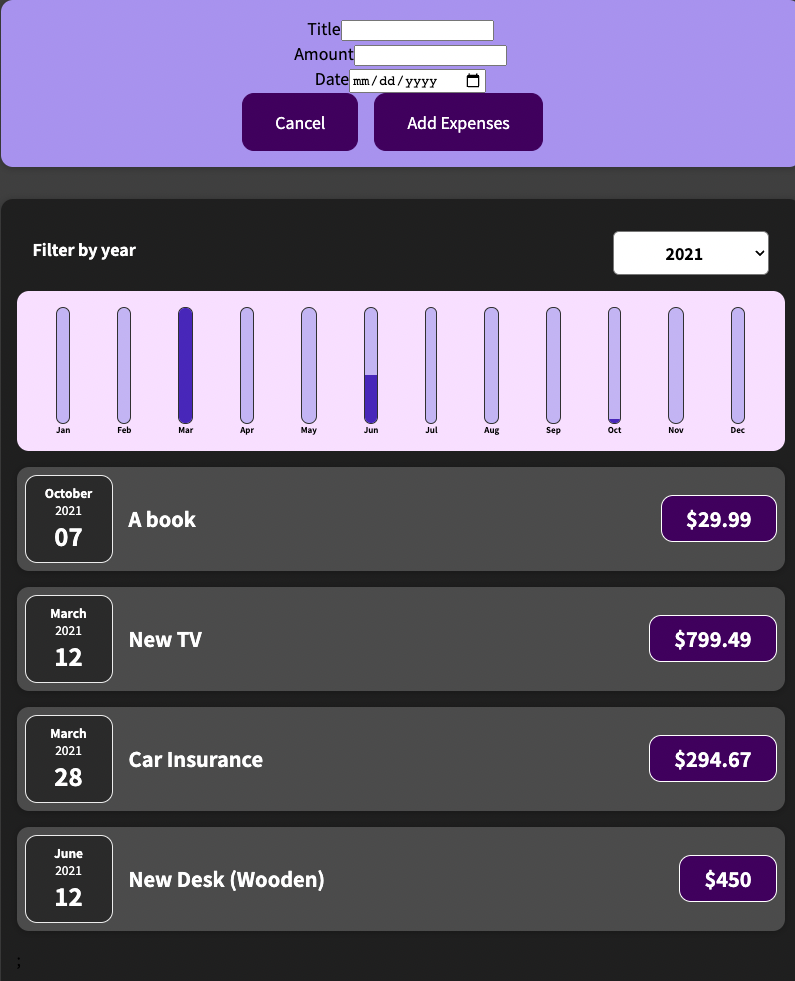 Title
Amount
Date mm/dd/yyyy
Cancel Add Expenses
Filter by year 2021
Jan Feb Mar Apr May Jun Jul Aug Sep Oct Nov Dec
October
2021
07
A book
$29.99
March
2021
12
New TV
$799.49
March
2021
28
Car Insurance
$294.67
June
2021
12
New Desk (Wooden)
$450
;